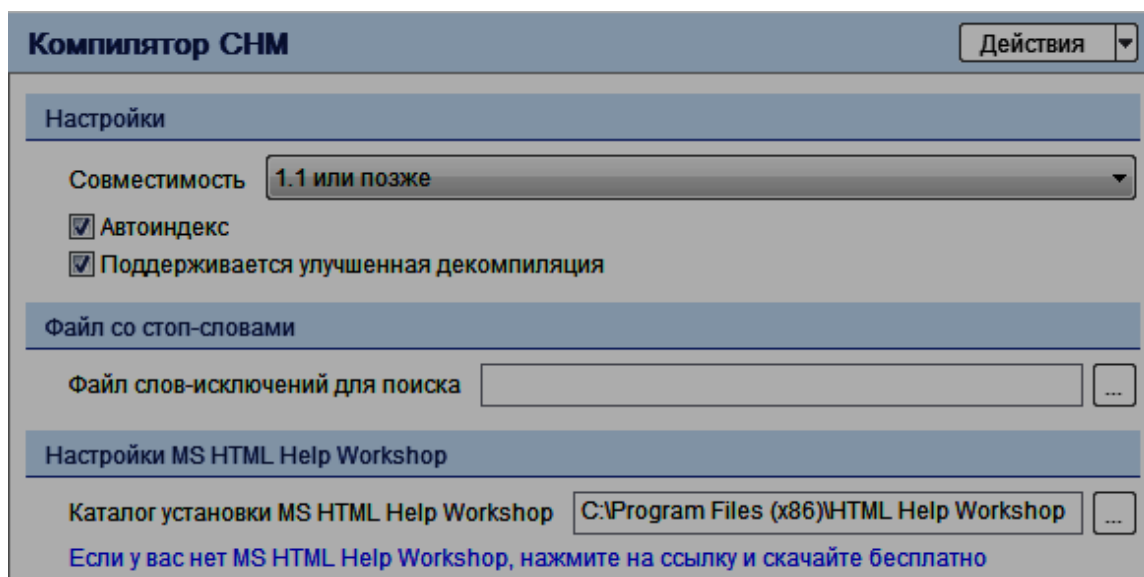 Компилятор CHM
Действия
Настройки
Совместимость 1.1 или позже
Автоиндекс
Поддерживается улучшенная декомпиляция
Файл со стоп-словами
Файл слов-исключений для поиска ...
Настройки MS HTML Help Workshop
Каталог установки MS HTML Help Workshop C:\Program Files (x86)\HTML Help Workshop ...
Если у вас нет MS HTML Help Workshop, нажмите на ссылку и скачайте бесплатно